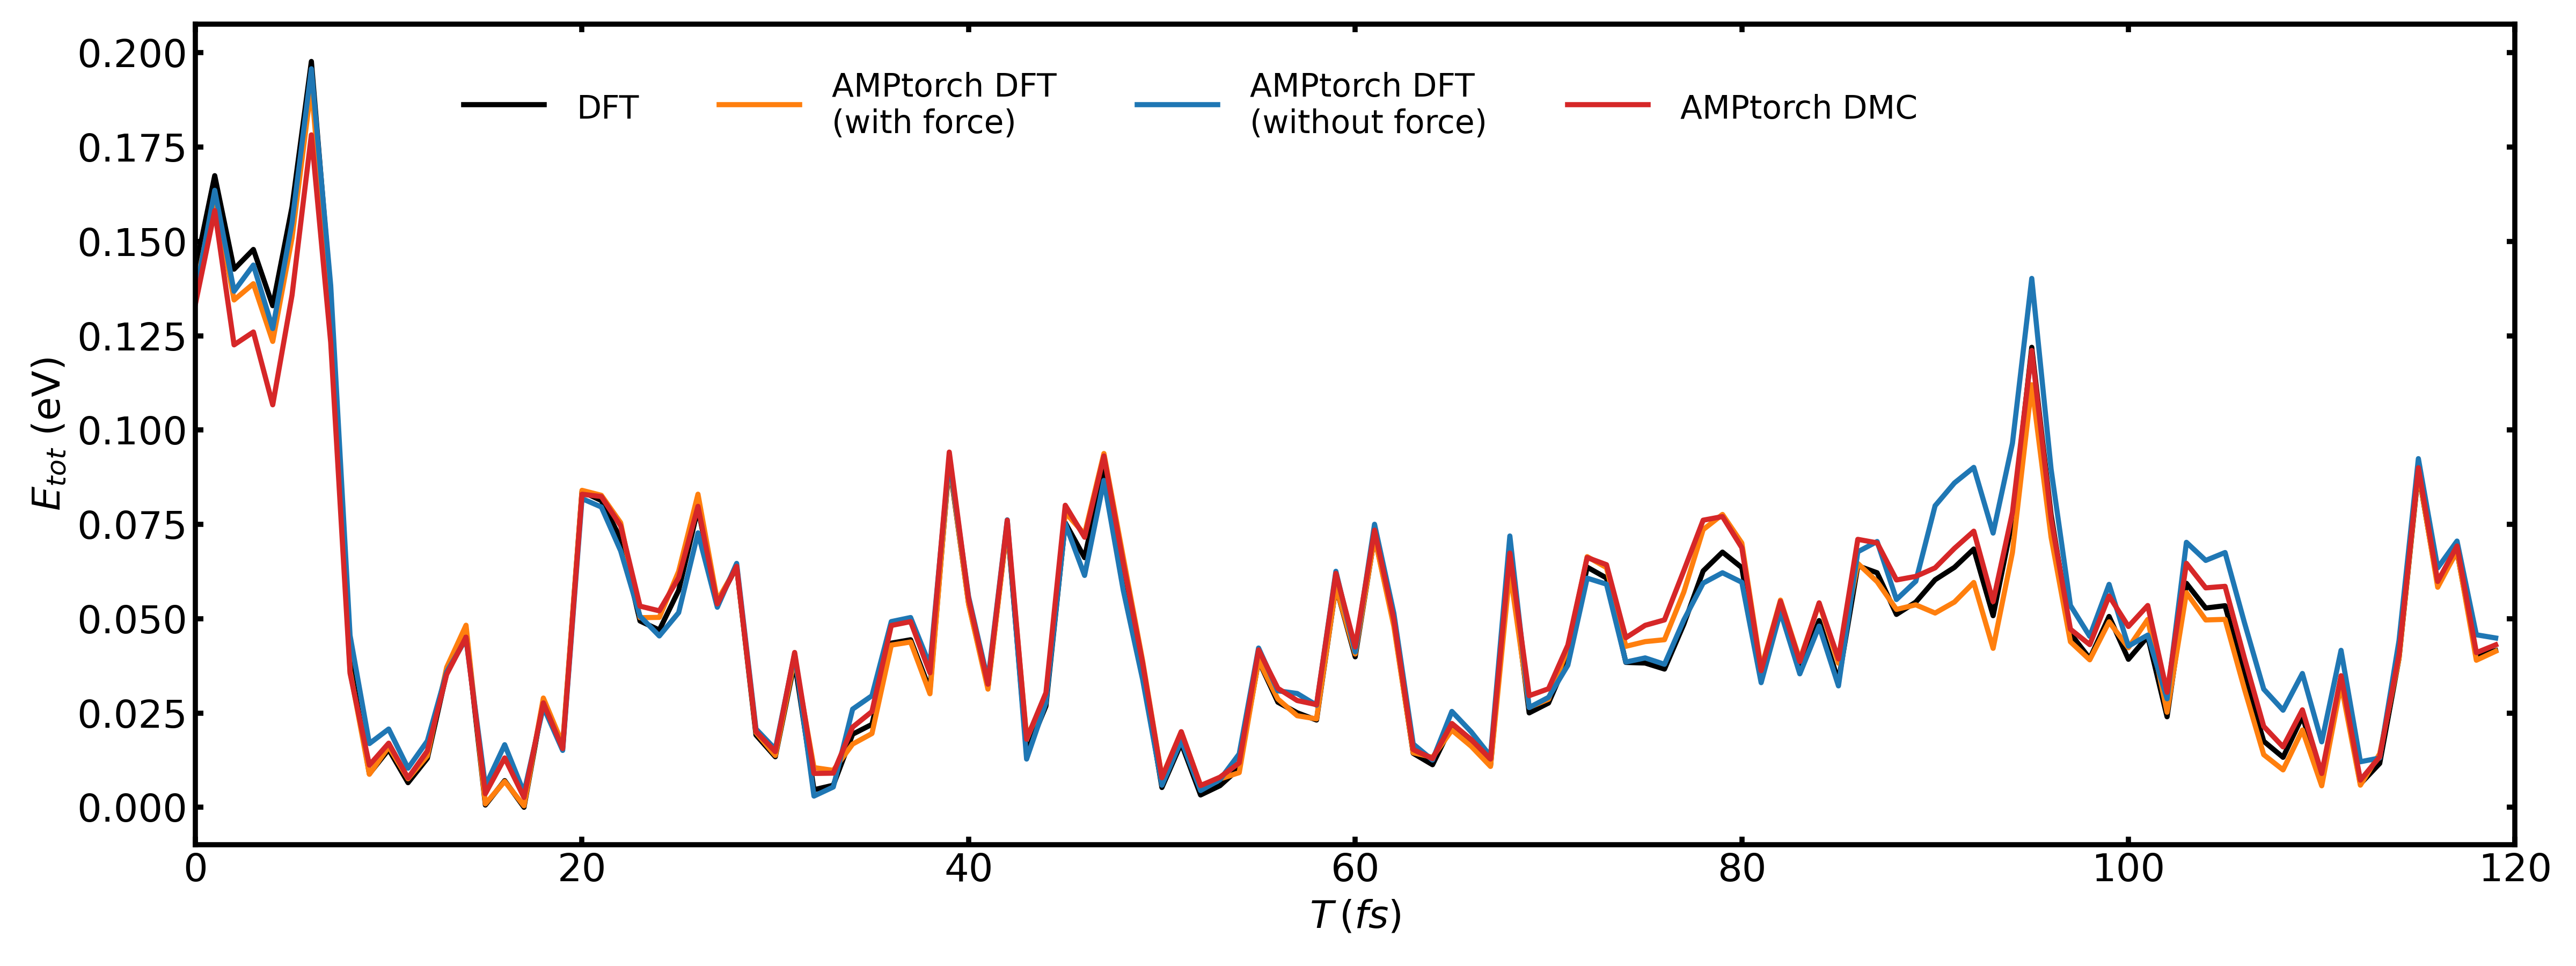 0.200
0.175
0.150
0.125
0.100
0.075
0.050
0.025
0.000
E_tot (eV)
DFT
AMPtorch DFT
(with force)
AMPtorch DFT
(without force)
AMPtorch DMC
0 20 40 60 80 100 120
T (fs)